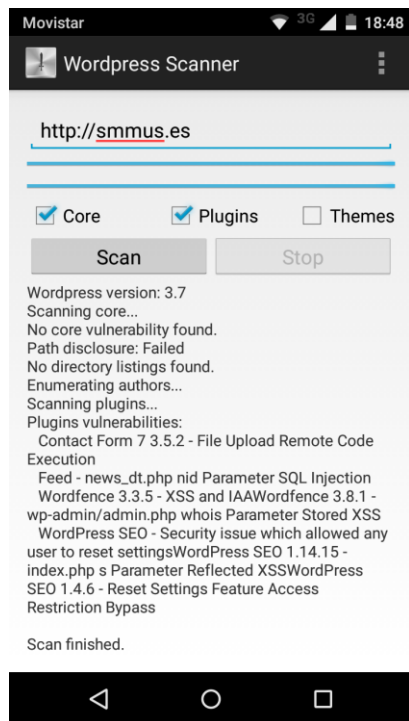 Movistar 3G 18:48
Wordpress Scanner
http://smmus.es
Core Plugins Themes
Scan Stop
Wordpress version: 3.7
Scanning core...
No core vulnerability found.
Path disclosure: Failed
No directory listings found.
Enumerating authors...
Scanning plugins...
Plugins vulnerabilities:
Contact Form 7 3.5.2 - File Upload Remote Code
Execution
Feed - news_dt.php nid Parameter SQL Injection
Wordfence 3.3.5 - XSS and IAAWordfence 3.8.1 -
wp-admin/admin.php whois Parameter Stored XSS
WordPress SEO - Security issue which allowed any
user to reset settingsWordPress SEO 1.14.15 -
index.php s Parameter Reflected XSSWordPress
SEO 1.4.6 - Reset Settings Feature Access
Restriction Bypass
Scan finished.